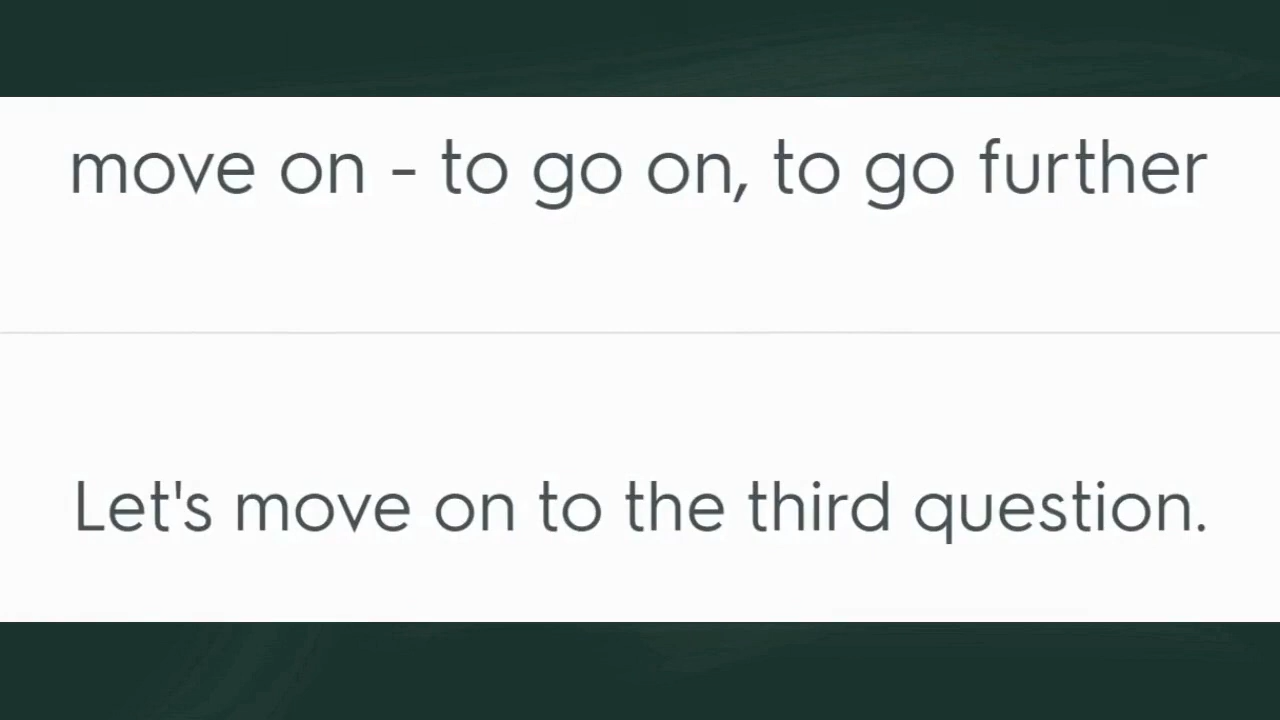 move on - to go on, to go further
Let's move on to the third question.